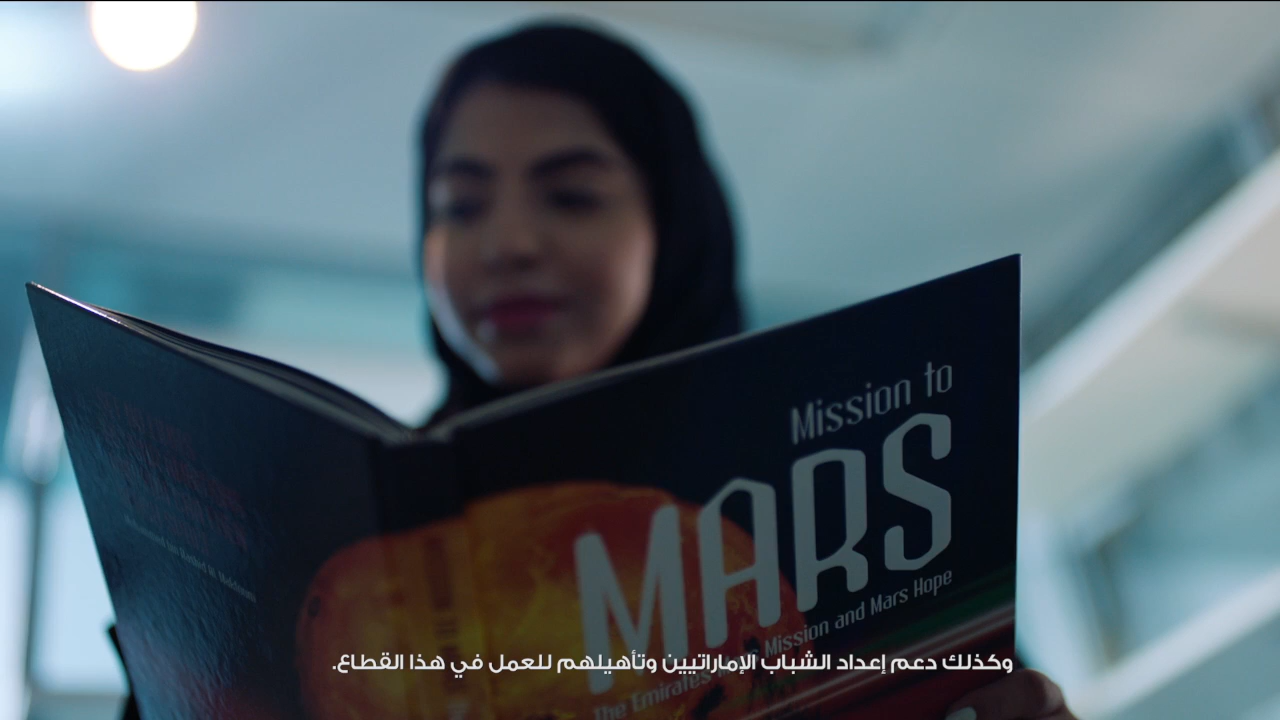 Mission to
MARS
The Emirates Mars Mission and Mars Hope
وكذلك دعم إعداد الشباب الإماراتيين وتأهيلهم للعمل في هذا القطاع.